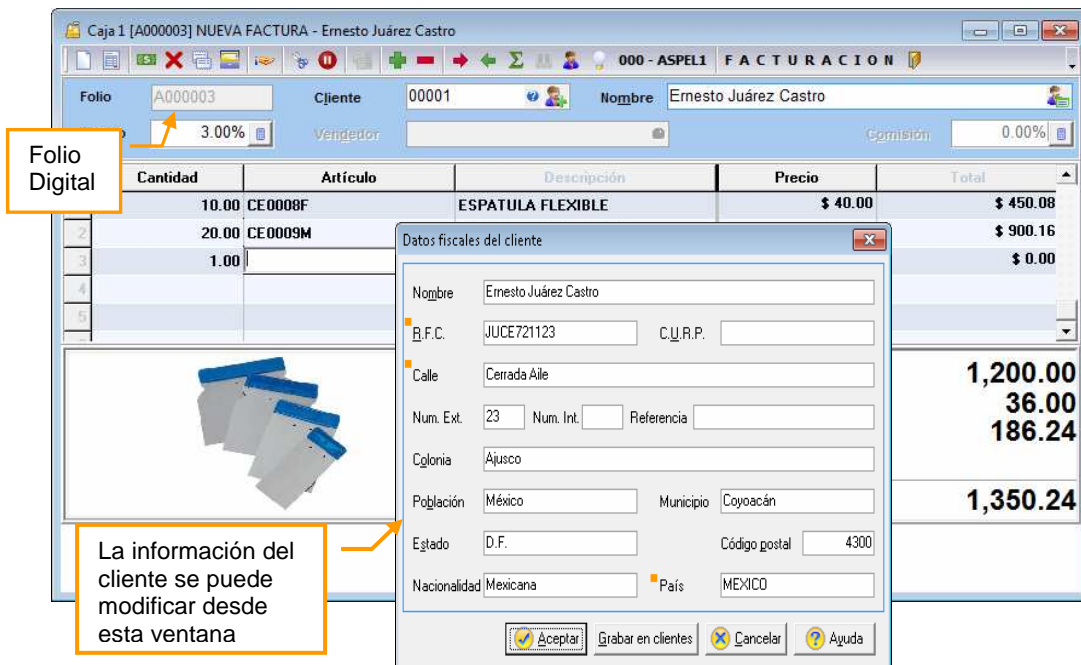 Caja 1 [A000003] NUEVA FACTURA - Ernesto Juárez Castro
000 - ASPEL1 FACTURACION
Folio A000003 Cliente 00001 Nombre Ernesto Juárez Castro
3.00% Vendedor Comisión 0.00%
Folio
Digital
Cantidad Artículo Descripción Precio Total
10.00 CE0008F ESPATULA FLEXIBLE $ 40.00 $ 450.08
2 20.00 CE0009M $ 900.16
3 1.00 $ 0.00
4
5
Datos fiscales del cliente
Nombre Ernesto Juárez Castro
R.F.C. JUCE721123 C.U.R.P.
Calle Cerrada Aile
Num. Ext. 23 Num. Int. Referencia
Colonia Ajusco
Población México Municipio Coyoacán
Estado D.F. Código postal 4300
Nacionalidad Mexicana País MEXICO
Aceptar Grabar en clientes Cancelar Ayuda
1,200.00
36.00
186.24
1,350.24
La información del
cliente se puede
modificar desde
esta ventana